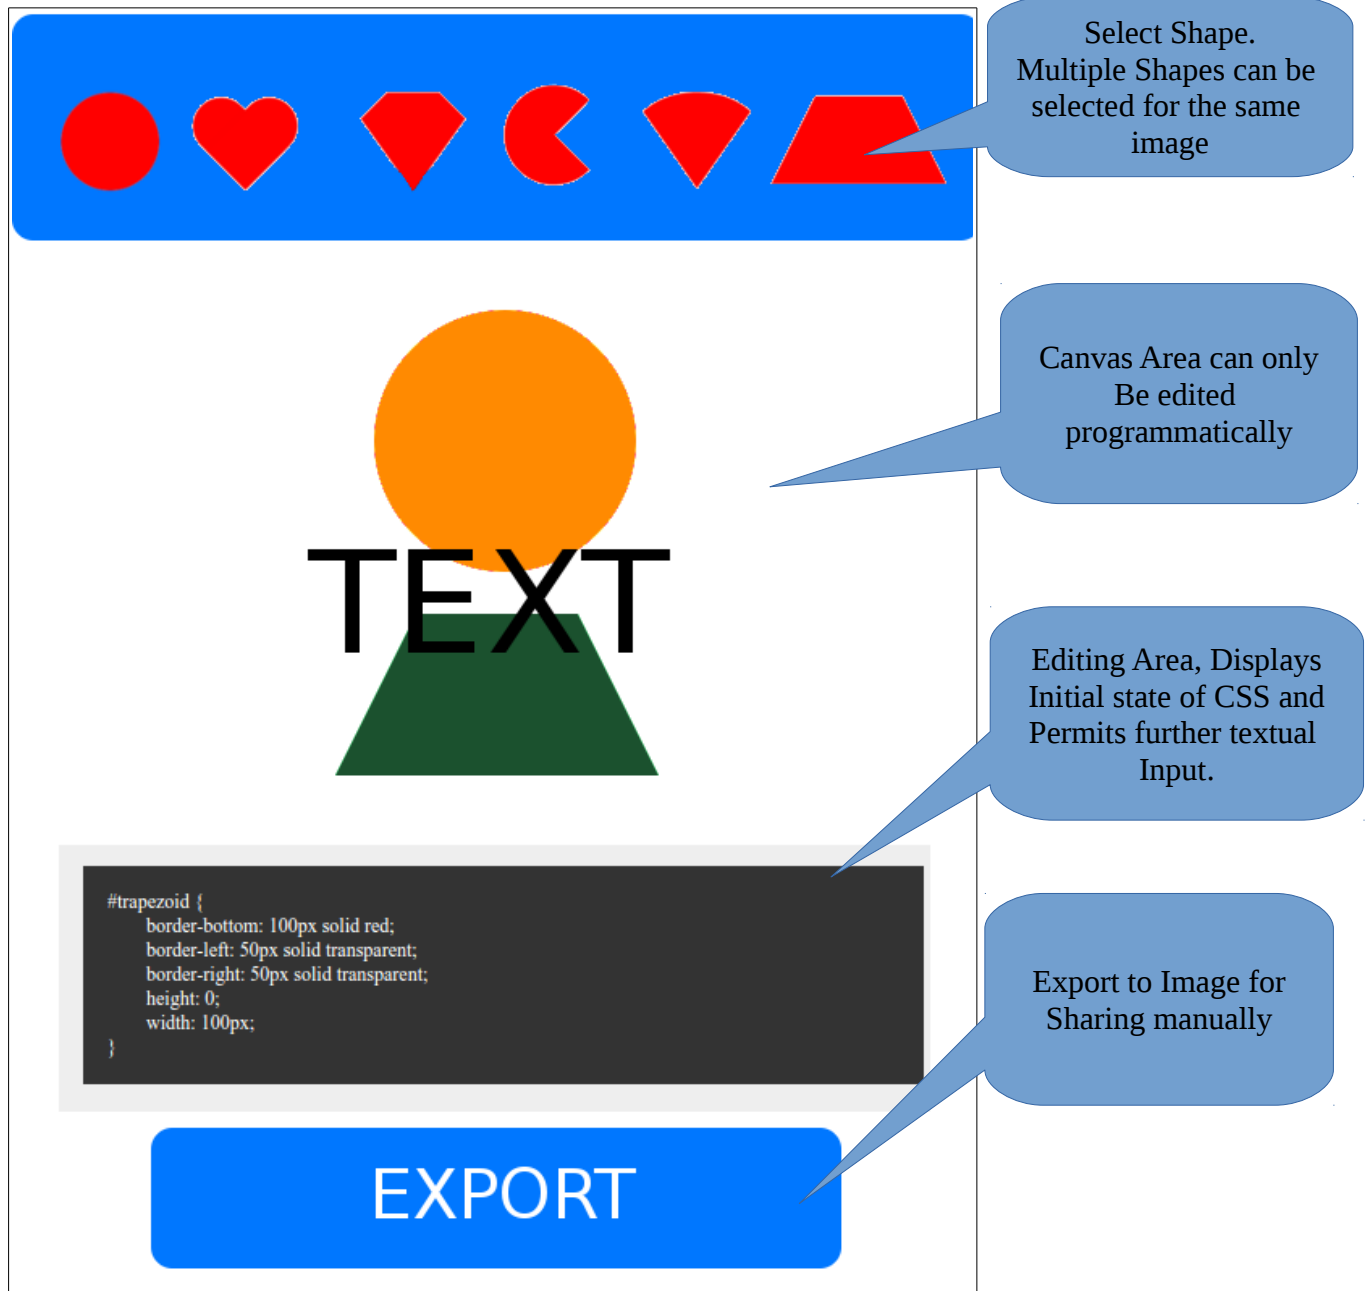 Select Shape.
Multiple Shapes can be
selected for the same
image
Canvas Area can only
Be edited
programmatically
TEXT
Editing Area, Displays
Initial state of CSS and
Permits further textual
Input.
#trapezoid {
border-bottom: 100px solid red;
border-left: 50px solid transparent;
border-right: 50px solid transparent;
height: 0;
width: 100px;
}
Export to Image for
Sharing manually
EXPORT